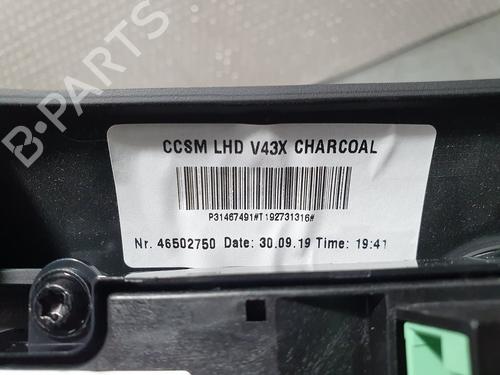 B-PARTS
CCSM LHD V43X CHARCOAL
P31467491#T192731316#
Nr. 46502750 Date: 30.09.19 Time: 19:41